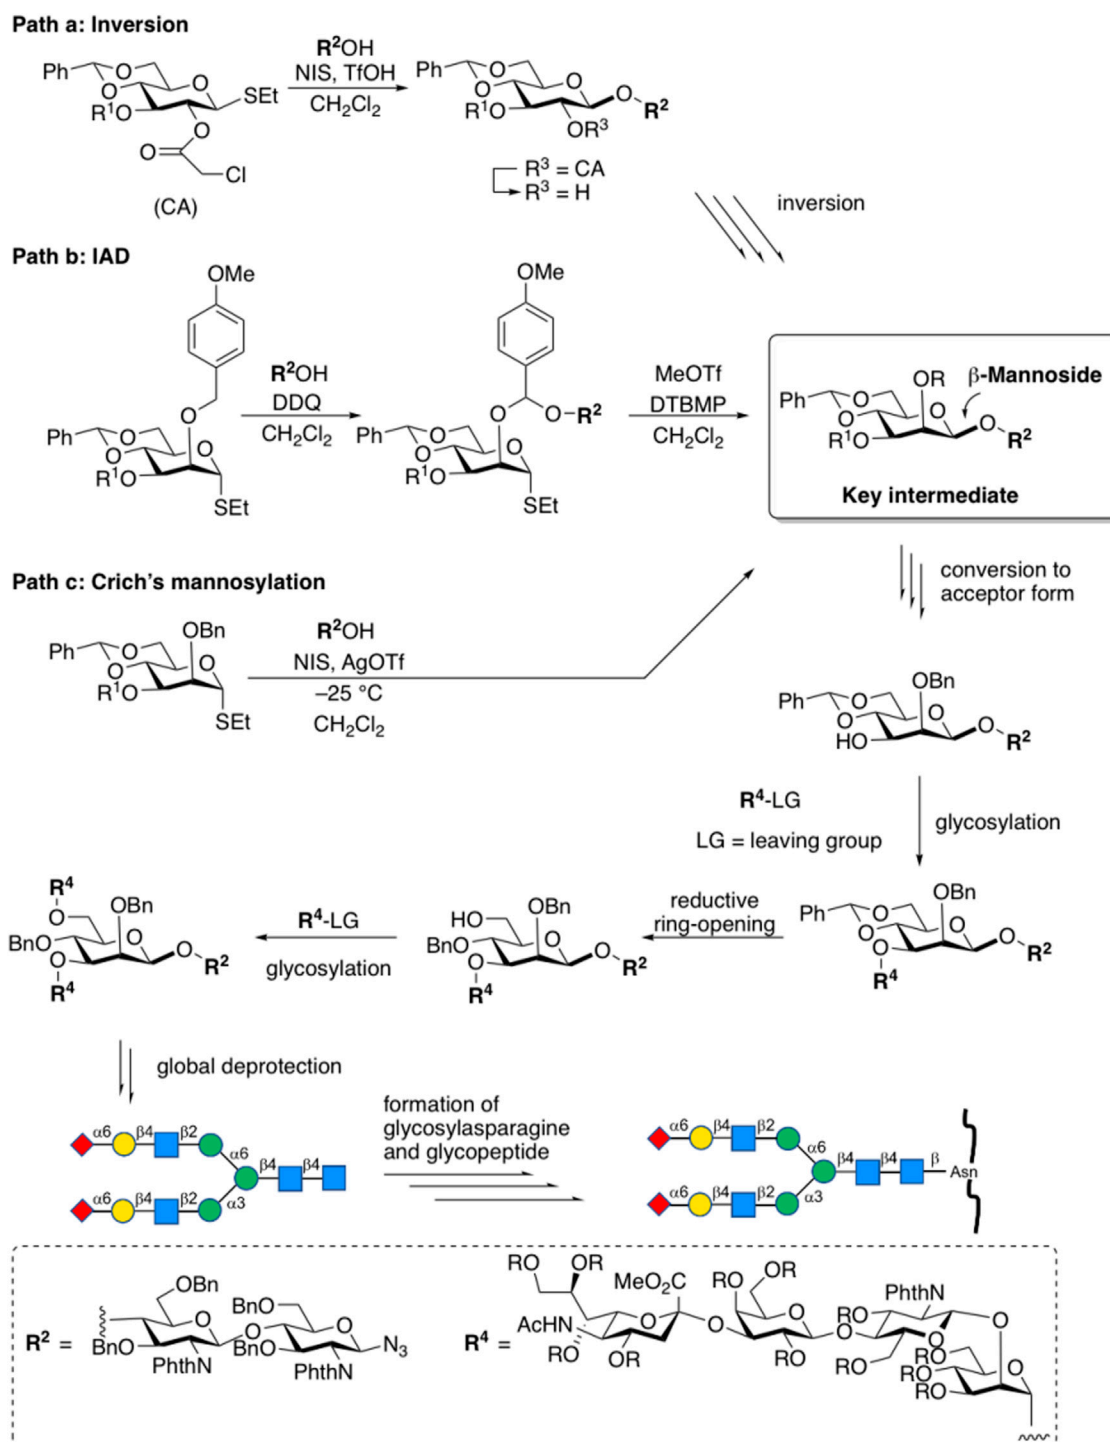 Path a: Inversion
Ph
O
O
R¹O
O
SEt
O
O
Cl
(CA)
R²OH
NIS, TfOH
CH₂Cl₂
Ph
O
O
R¹O
O
OR³
O
R²
R³ = CA
R³ = H
inversion
Path b: IAD
OMe
O
Ph
O
O
R¹O
O
SEt
R²OH
DDQ
CH₂Cl₂
OMe
O
O–R²
Ph
O
O
R¹O
O
SEt
MeOTf
DTBMP
CH₂Cl₂
OR
β-Mannoside
Ph
O
O
R¹O
O
O
R²
Key intermediate
conversion to
acceptor form
Path c: Crich's mannosylation
OBn
Ph
O
O
R¹O
O
SEt
R²OH
NIS, AgOTf
–25 °C
CH₂Cl₂
OBn
Ph
O
O
HO
O
O
R²
R⁴-LG
LG = leaving group
glycosylation
OBn
Ph
O
O
O
R⁴
O
O
R²
reductive
ring-opening
HO
OBn
BnO
O
R⁴
O
O
R²
R⁴-LG
glycosylation
R⁴
O
OBn
BnO
O
R⁴
O
O
R²
global deprotection
α6 β4 β2
α6
β4 β4
α3
α6 β4 β2
formation of
glycosylasparagine
and glycopeptide
α6 β4 β2
α6
β4 β4 β
Asn
α3
α6 β4 β2
R² =
OBn
O
O
BnO
PhthN
O
BnO
BnO
O
PhthN
N₃
R⁴ =
RO
OR
MeO₂C
AcHN
O
RO
OR
O
RO
OR
O
O
OR
O
PhthN
RO
O
O
RO
O
RO
RO
RO
O